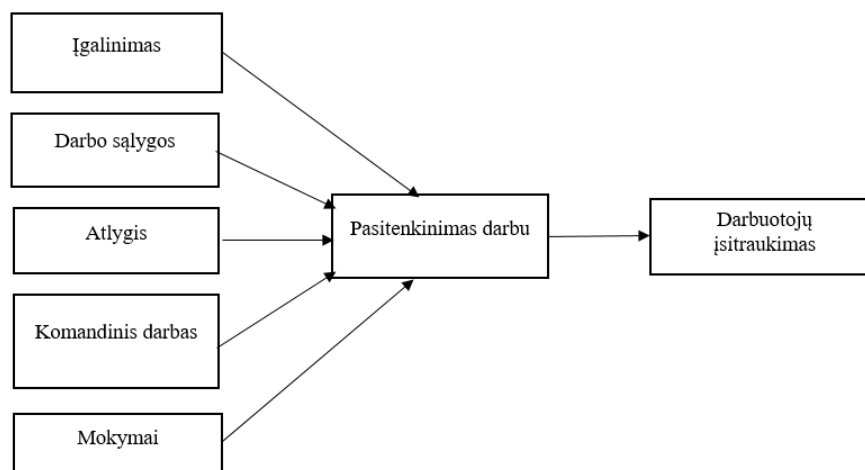 Įgalinimas
Darbo sąlygos
Atlygis
Komandinis darbas
Mokymai
Pasitenkinimas darbu
Darbuotojų
įsitraukimas